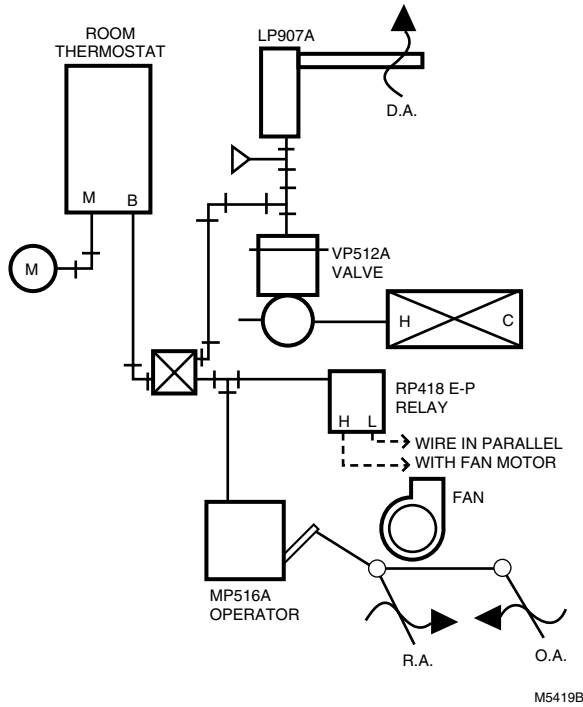 ROOM
THERMOSTAT
LP907A
D.A.
M
B
M
VP512A
VALVE
H
C
RP418 E-P
RELAY
H
L
WIRE IN PARALLEL
WITH FAN MOTOR
FAN
MP516A
OPERATOR
R.A.
O.A.
M5419B